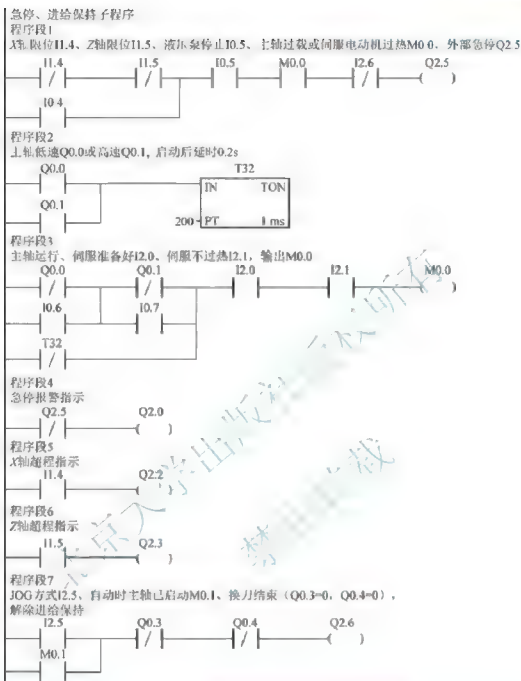 急停、进给保持子程序
程序段1
X轴限位I1.4、Z轴限位I1.5、液压泵停止I0.5、主轴过载或伺服电动机过热M0.0、外部急停Q2.5
I1.4 I1.5 I0.5 M0.0 I2.6 Q2.5
I0.4
程序段2
主轴低速Q0.0或高速Q0.1, 启动后延时0.2s
Q0.0 T32
IN TON
Q0.1
200 PT 1 ms
程序段3
主轴运行、伺服准备好I2.0、伺服不过热I2.1, 输出M0.0
Q0.0 Q0.1 I2.0 I2.1 M0.0
I0.6 I0.7
T32
程序段4
急停报警指示
Q2.5 Q2.0
程序段5
X轴超程指示
I1.4 Q2.2
程序段6
Z轴超程指示
I1.5 Q2.3
程序段7
JOG方式I2.5、自动时主轴已启动M0.1、换刀结束（Q0.3=0, Q0.4=0）,
解除进给保持
I2.5 Q0.3 Q0.4 Q2.6
M0.1